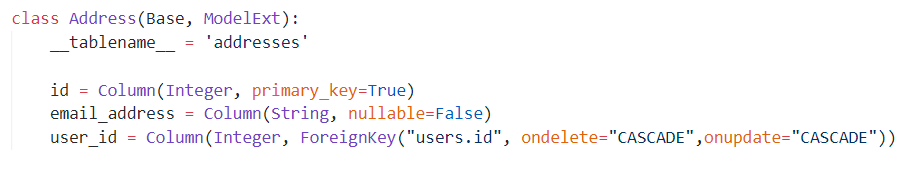 class Address(Base, ModelExt):
    __tablename__ = 'addresses'

    id = Column(Integer, primary_key=True)
    email_address = Column(String, nullable=False)
    user_id = Column(Integer, ForeignKey("users.id", ondelete="CASCADE",onupdate="CASCADE"))